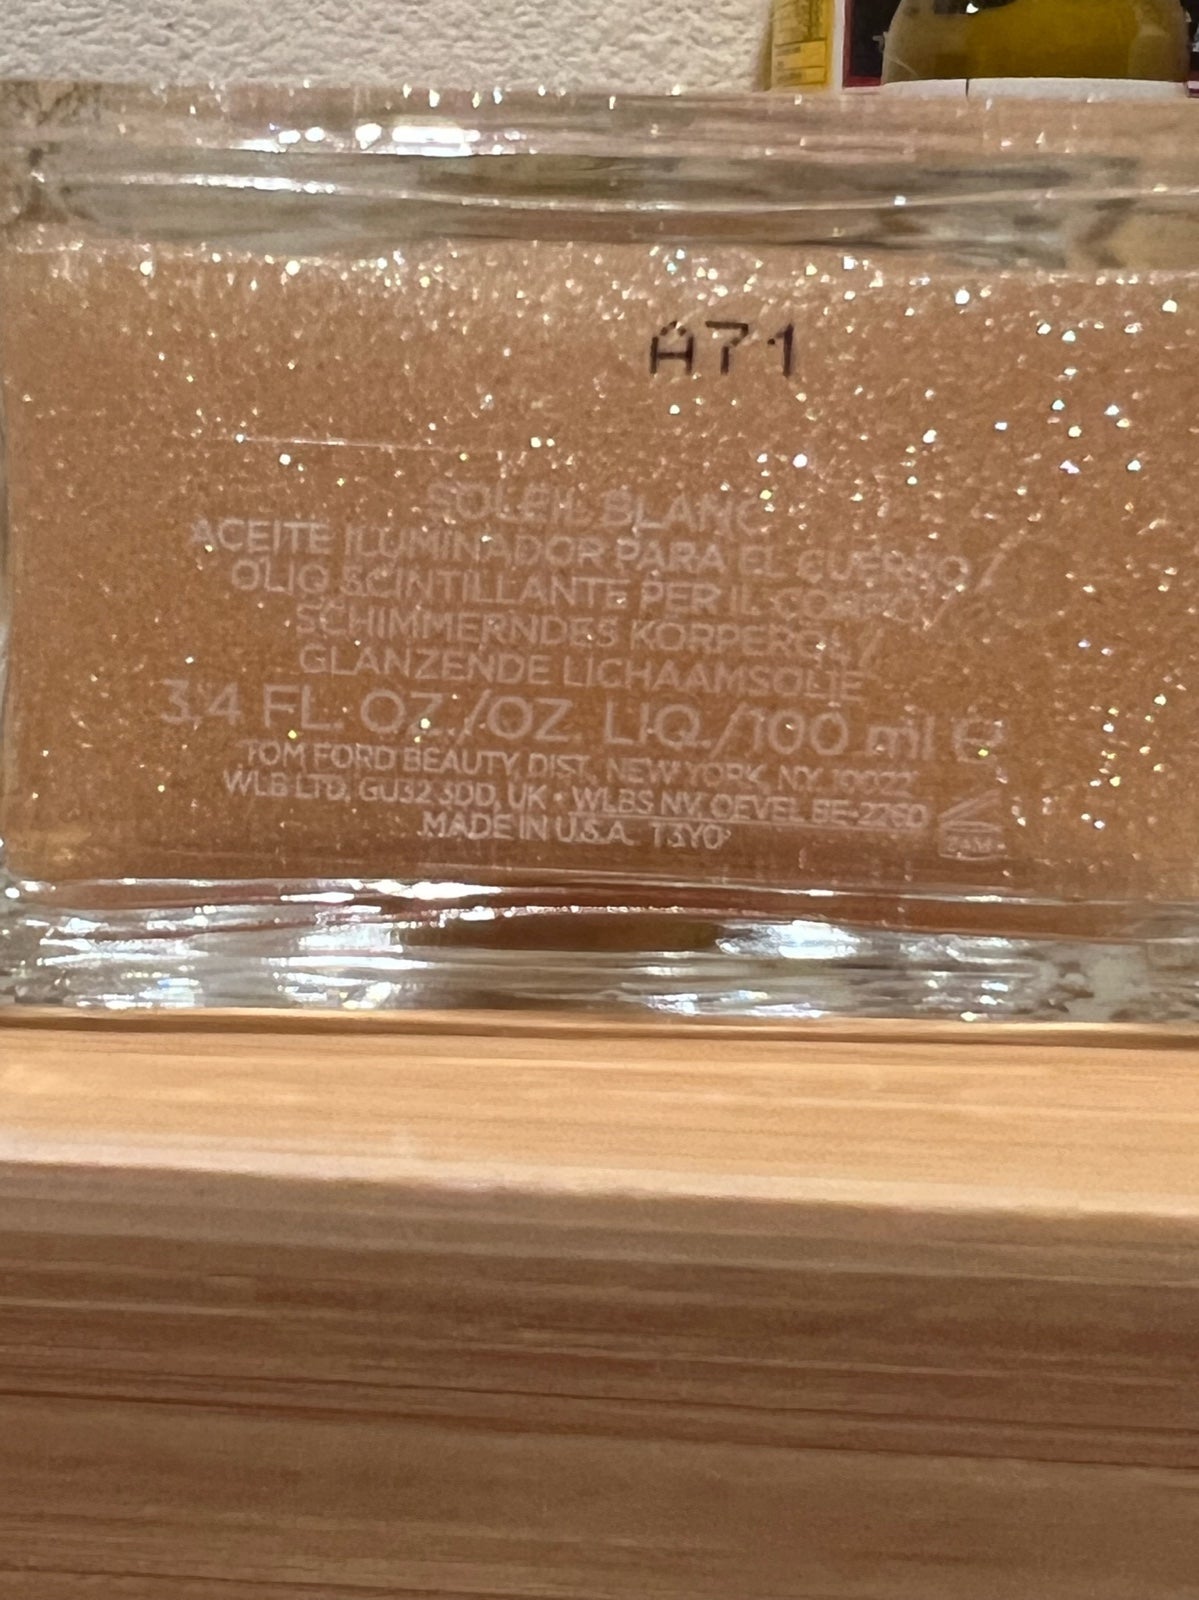 A71
SOLEIL BLANC
ACEITE ILUMINADOR PARA EL CUERPO /
OLIO SCINTILLANTE PER IL CORPO /
SCHIMMERNDES KÖRPERÖL /
GLANZENDE LICHAAMSOLIE
3.4 FL. OZ./OZ. LIQ./100 ml ℮
TOM FORD BEAUTY, DIST. NEW YORK, N.Y. 10022
WLB LTD, GU32 3DD, UK • WLBS NV, OEVEL BE-2260
MADE IN U.S.A. T3Y0
24M